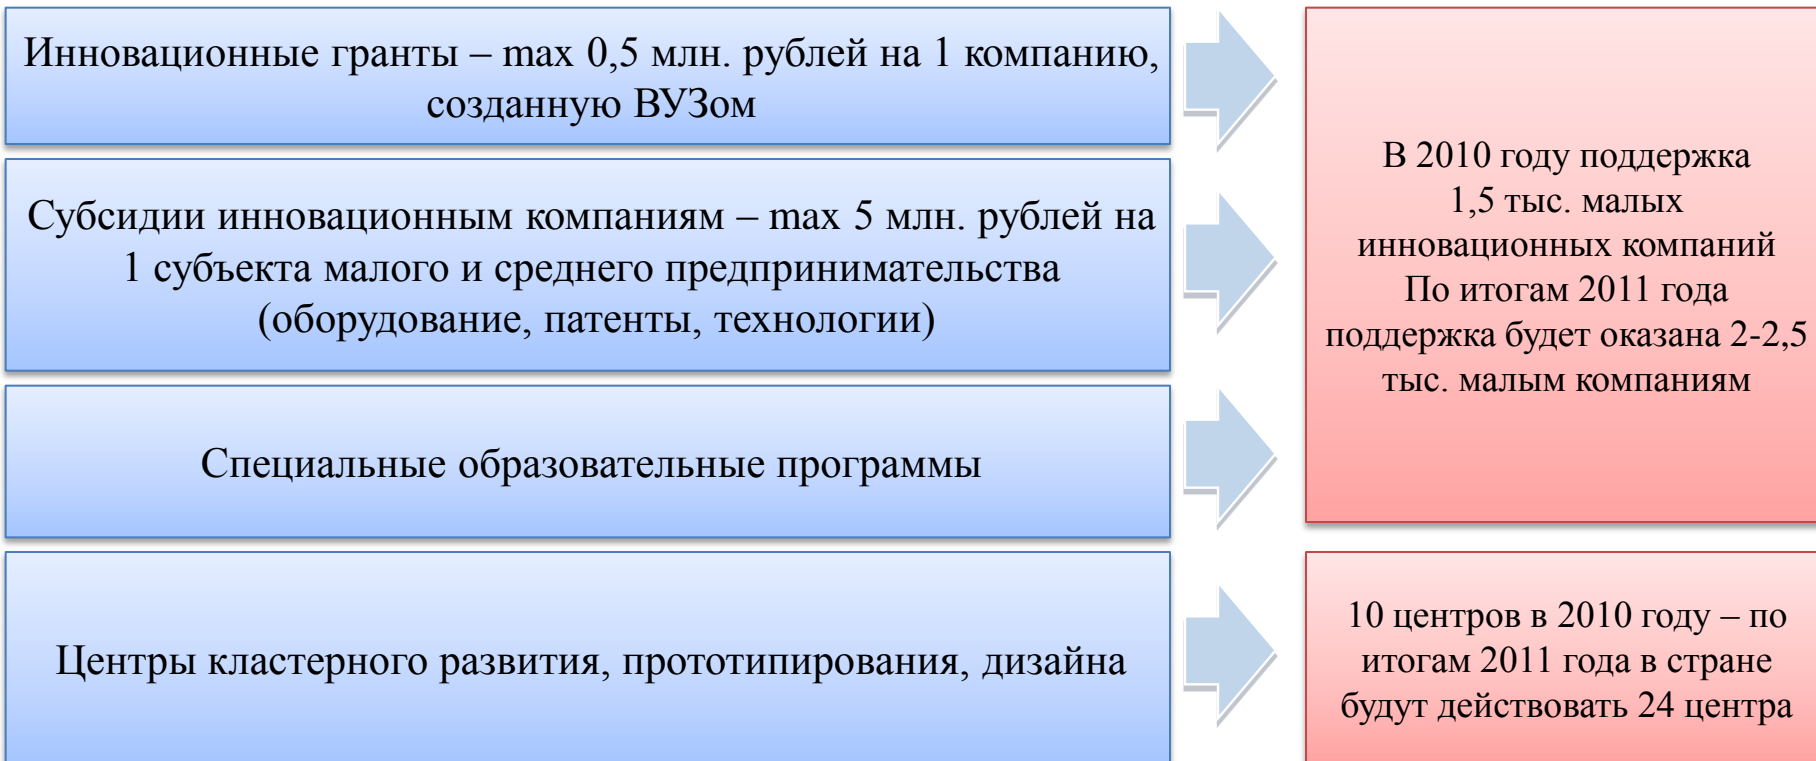 Инновационные гранты – max 0,5 млн. рублей на 1 компанию,
созданную ВУЗом
Субсидии инновационным компаниям – max 5 млн. рублей на
1 субъекта малого и среднего предпринимательства
(оборудование, патенты, технологии)
Специальные образовательные программы
В 2010 году поддержка
1,5 тыс. малых
инновационных компаний
По итогам 2011 года
поддержка будет оказана 2-2,5
тыс. малым компаниям
Центры кластерного развития, прототипирования, дизайна
10 центров в 2010 году – по
итогам 2011 года в стране
будут действовать 24 центра